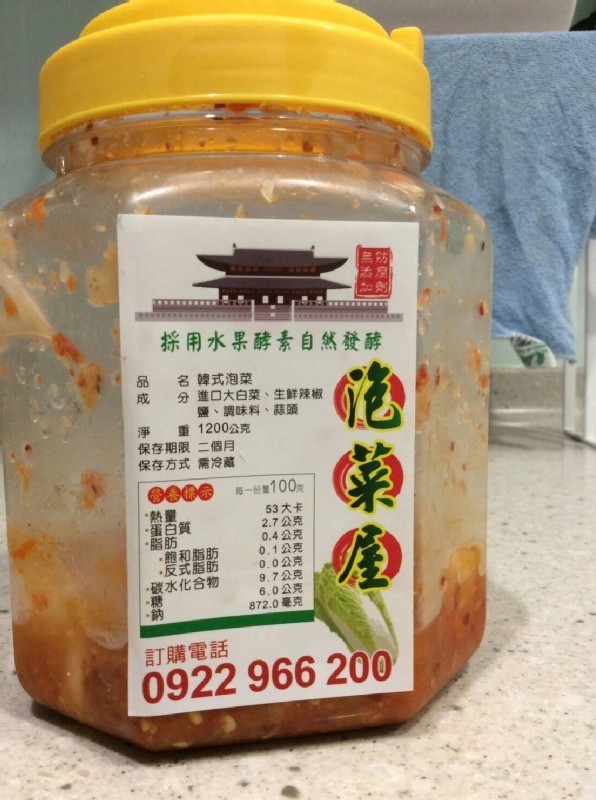 無添加
防腐劑
採用水果酵素自然發酵
品名 韓式泡菜
成分 進口大白菜、生鮮辣椒
鹽、調味料、蒜頭
淨重 1200公克
保存期限 二個月
保存方式 需冷藏
泡菜屋
營養標示 每一份量100克
·熱量 53大卡
·蛋白質 2.7公克
·脂肪 0.4公克
·飽和脂肪 0.1公克
·反式脂肪 0.0公克
·碳水化合物 9.7公克
·糖 6.0公克
·鈉 872.0毫克
訂購電話
0922 966 200